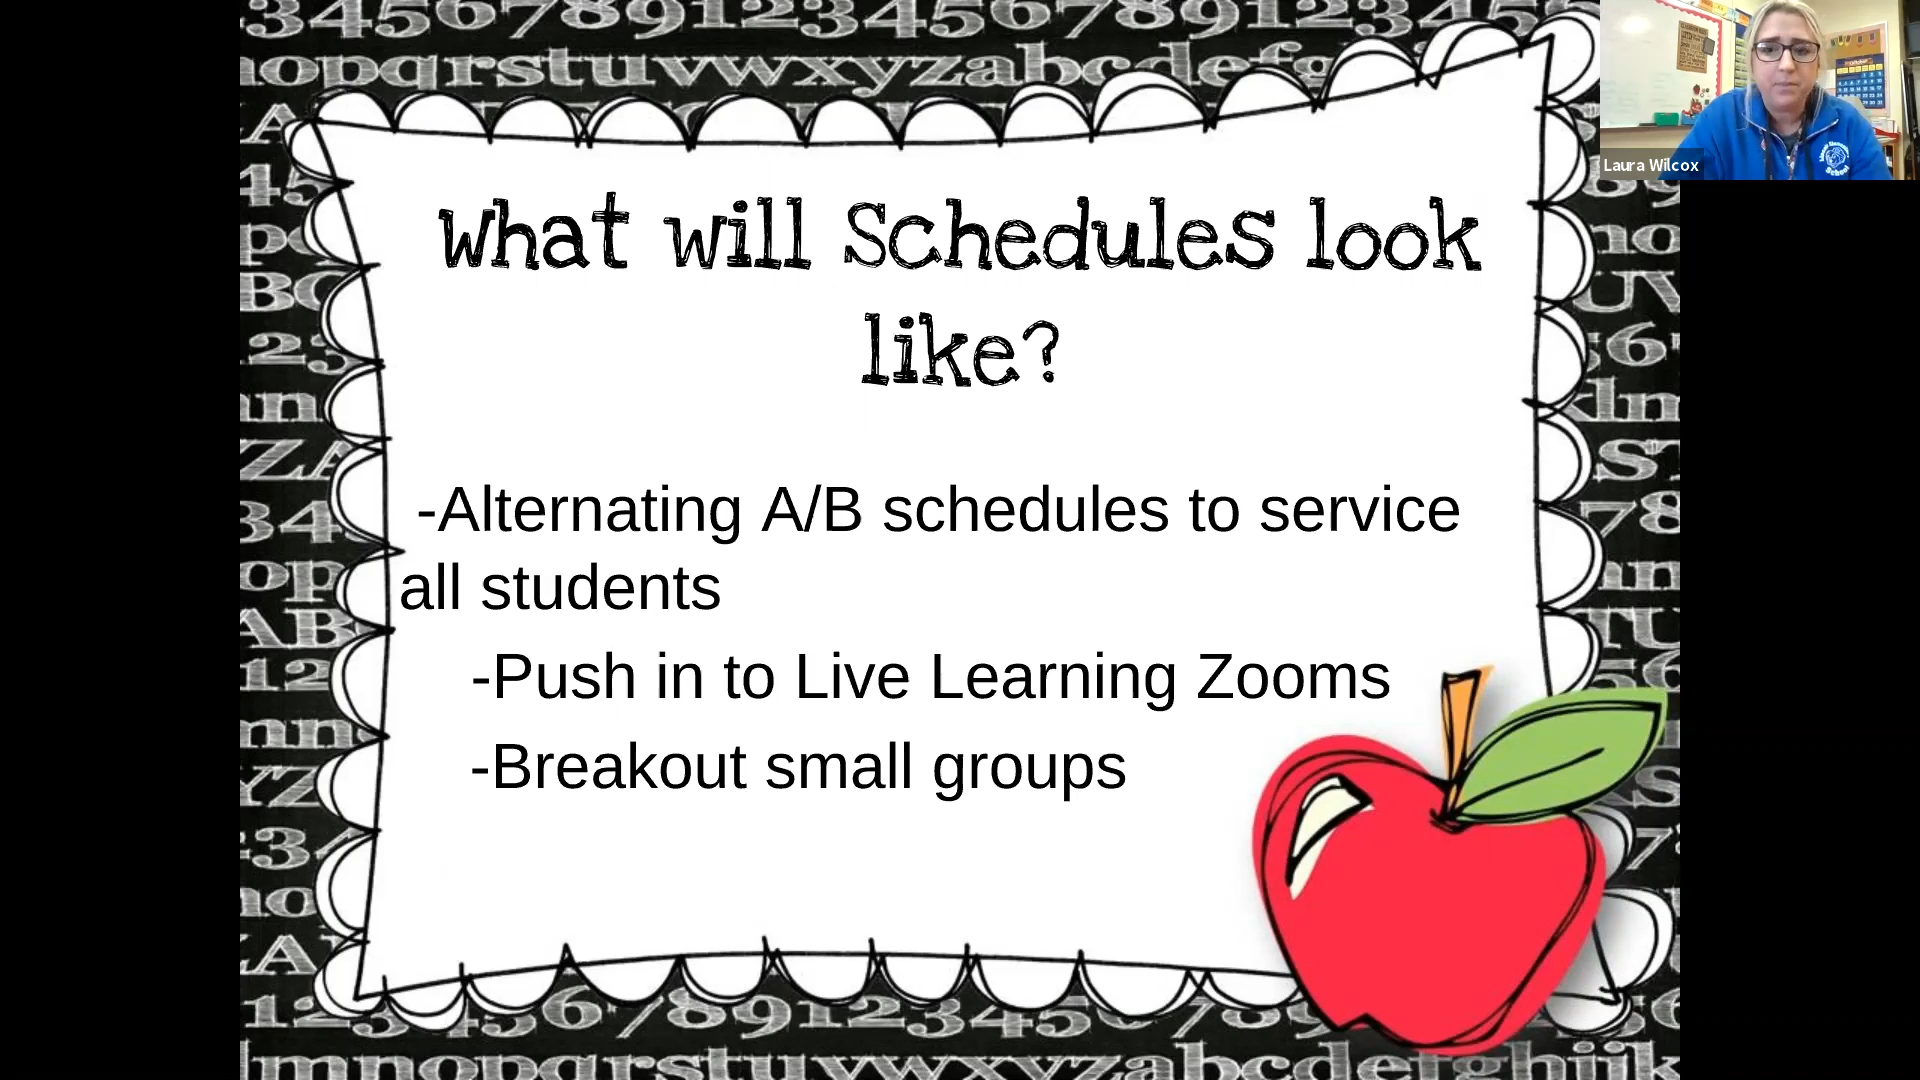 What will Schedules look
like?
-Alternating A/B schedules to service
all students
-Push in to Live Learning Zooms
-Breakout small groups
Laura Wilcox